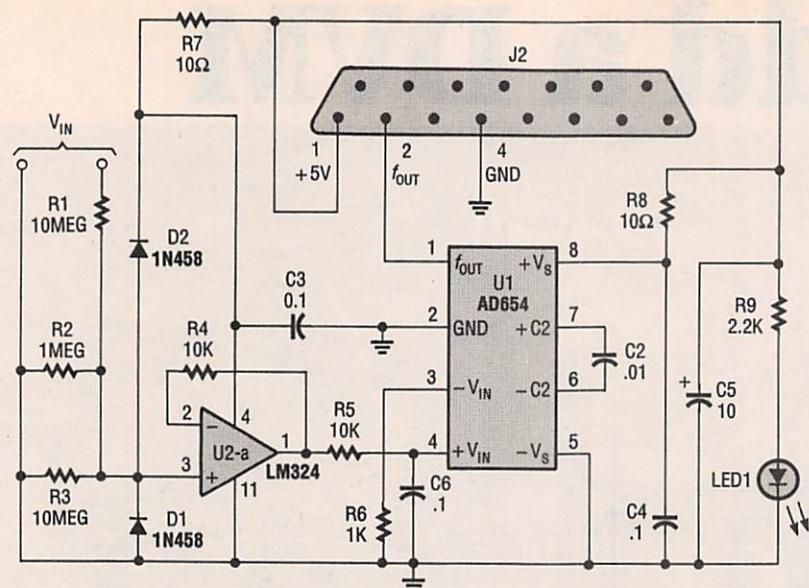 R7
10Ω
J2
V_IN
1
+5V
2
f_OUT
4
GND
R1
10MEG
D2
1N458
R8
10Ω
1
f_OUT
+V_S
8
U1
AD654
C3
0.1
2
GND
+C2
7
R9
2.2K
R2
1MEG
R4
10K
C2
.01
3
−V_IN
−C2
6
+
C5
10
2
−
4
U2-a
1
R5
10K
4
+V_IN
−V_S
5
3
+
11
LM324
LED1
R3
10MEG
D1
1N458
C6
.1
R6
1K
C4
.1